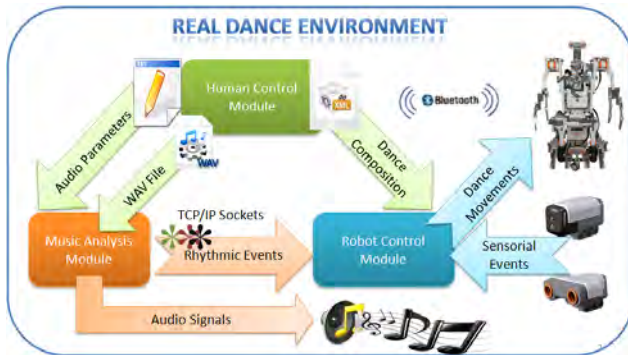 REAL DANCE ENVIRONMENT
Human Control
Module
XML
Bluetooth
Audio Parameters
WAV File
WAV
Dance
Composition
Dance
Movements
TCP/IP Sockets
Music Analysis
Module
Rhythmic Events
Robot Control
Module
Sensorial
Events
Audio Signals